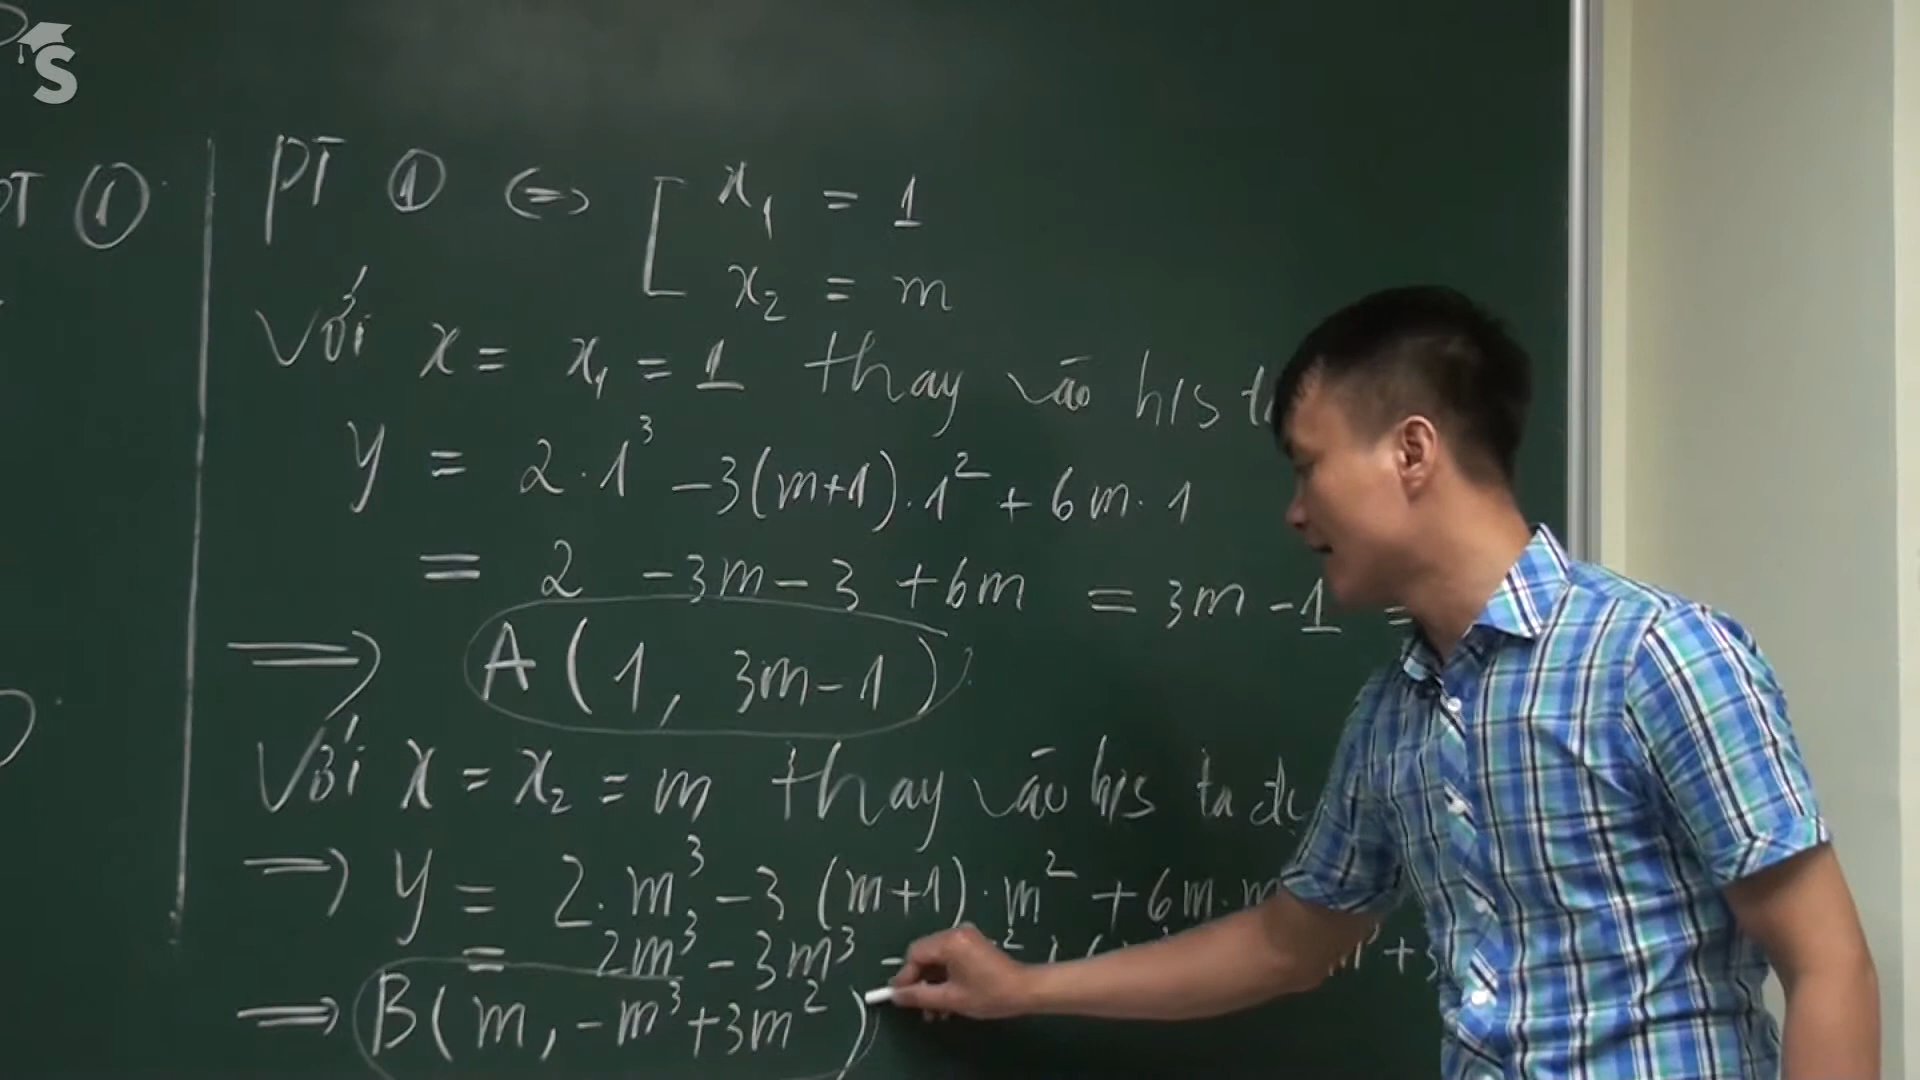 S
PT ①
PT ① <=> [ x₁ = 1
x₂ = m
Với x = x₁ = 1 thay vào h/s
y = 2.1³ -3(m+1).1² + 6m.1
= 2 -3m - 3 + 6m = 3m - 1 =
=> A(1, 3m-1)
Với x = x₂ = m thay vào h/s ta
=> y = 2.m³ - 3(m+1).m² + 6m.m
= 2m³ - 3m³ -
=> B(m, -m³+3m²)